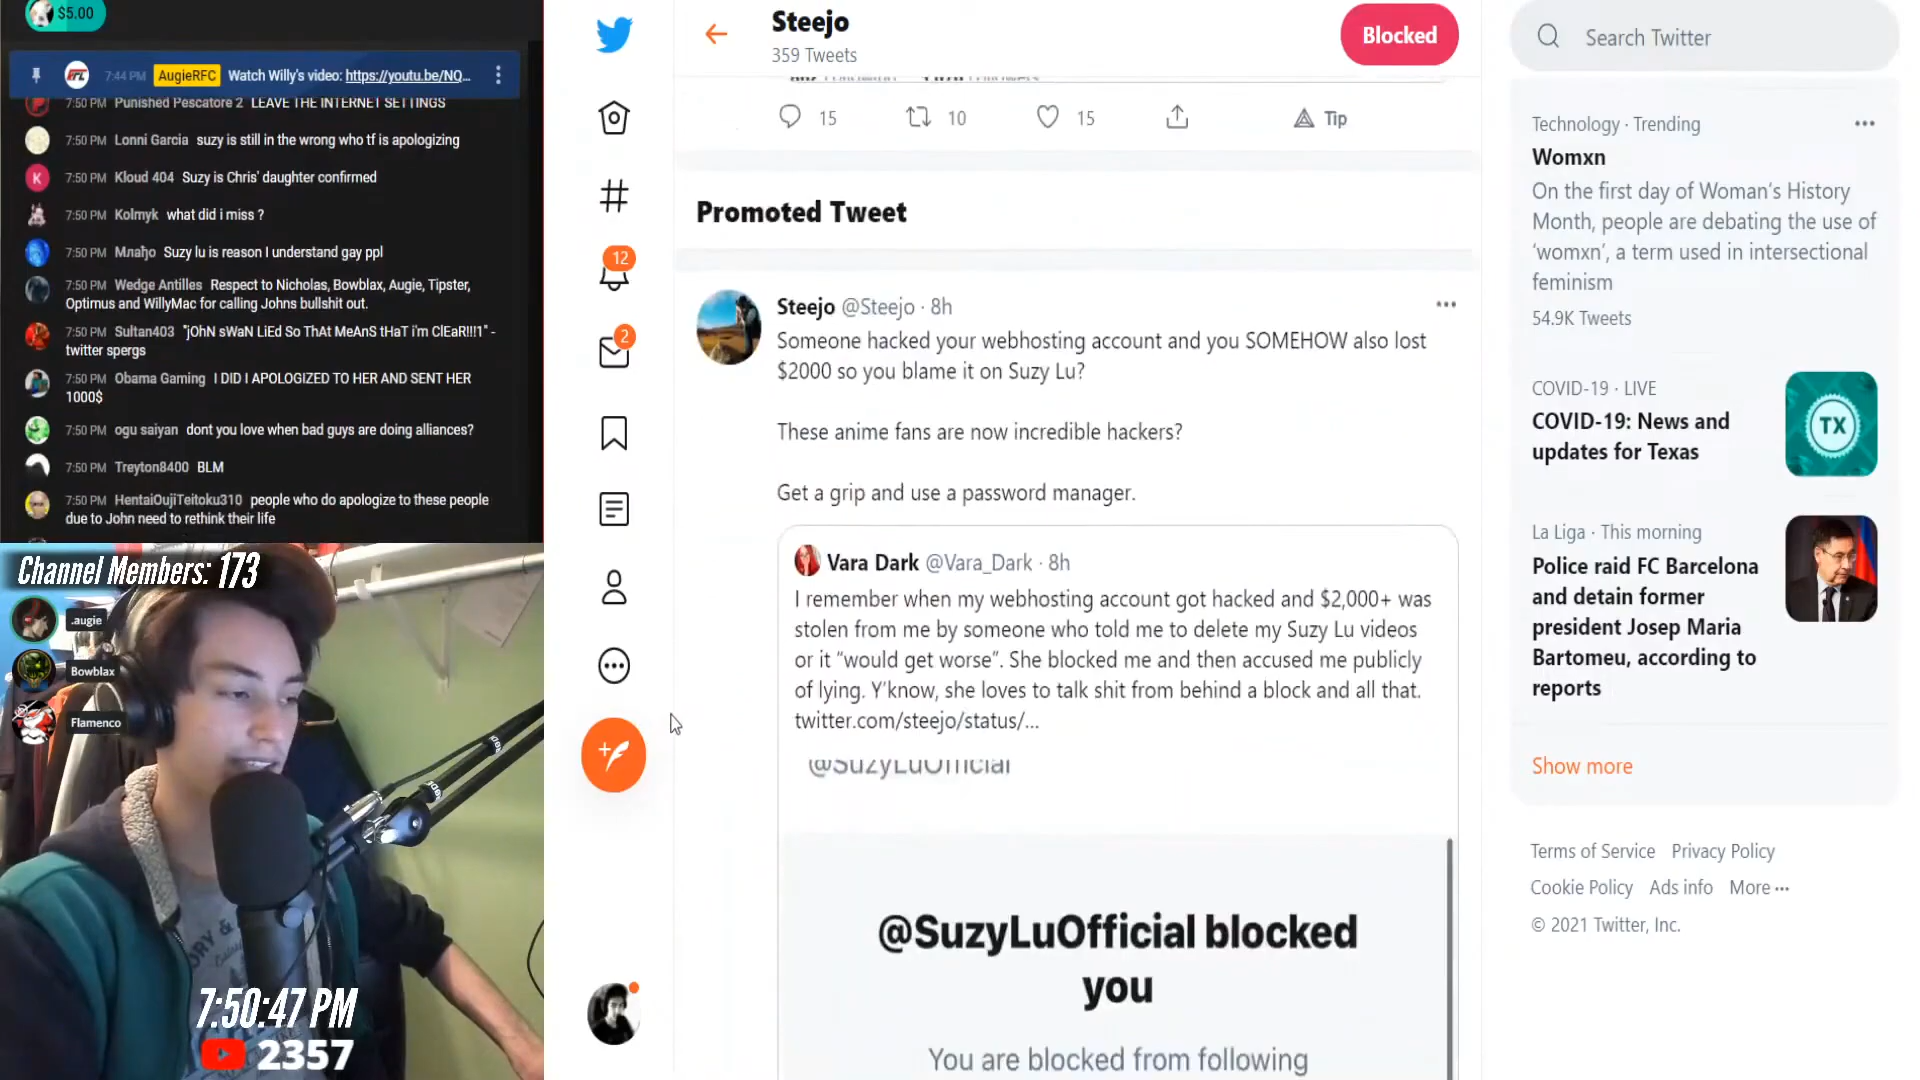 $5.00
7:44 PM AugieRFC Watch Willy's video: https://youtu.be/NQ...
7:50 PM Punished Pescatore 2 LEAVE THE INTERNET SETTINGS
7:50 PM Lonni Garcia suzy is still in the wrong who tf is apologizing
K 7:50 PM Kloud 404 Suzy is Chris' daughter confirmed
7:50 PM Kolmyk what did i miss ?
7:50 PM Млађо Suzy lu is reason I understand gay ppl
7:50 PM Wedge Antilles Respect to Nicholas, Bowblax, Augie, Tipster,
Optimus and WillyMac for calling Johns bullshit out.
7:50 PM Sultan403 "jOhN sWaN LiEd So ThAt MeAnS tHaT i'm ClEaR!!!1" -
twitter spergs
7:50 PM Obama Gaming I DID I APOLOGIZED TO HER AND SENT HER
1000$
7:50 PM ogu saiyan dont you love when bad guys are doing alliances?
7:50 PM Treyton8400 BLM
7:50 PM HentaiOujiTeitoku310 people who do apologize to these people
due to John need to rethink their life
Channel Members: 173
.augie
Bowblax
Flamenco
7:50:47 PM
2357
12
2
Steejo
359 Tweets
Blocked
15
10
15
Tip
Promoted Tweet
Steejo @Steejo · 8h
Someone hacked your webhosting account and you SOMEHOW also lost
$2000 so you blame it on Suzy Lu?
These anime fans are now incredible hackers?
Get a grip and use a password manager.
Vara Dark @Vara_Dark · 8h
I remember when my webhosting account got hacked and $2,000+ was
stolen from me by someone who told me to delete my Suzy Lu videos
or it “would get worse”. She blocked me and then accused me publicly
of lying. Y’know, she loves to talk shit from behind a block and all that.
twitter.com/steejo/status/...
@SuzyLuOfficial
@SuzyLuOfficial blocked
you
You are blocked from following
Search Twitter
Technology · Trending
Womxn
On the first day of Woman’s History
Month, people are debating the use of
‘womxn’, a term used in intersectional
feminism
54.9K Tweets
COVID-19 · LIVE
COVID-19: News and
updates for Texas
TX
La Liga · This morning
Police raid FC Barcelona
and detain former
president Josep Maria
Bartomeu, according to
reports
Show more
Terms of Service Privacy Policy
Cookie Policy Ads info More ···
© 2021 Twitter, Inc.